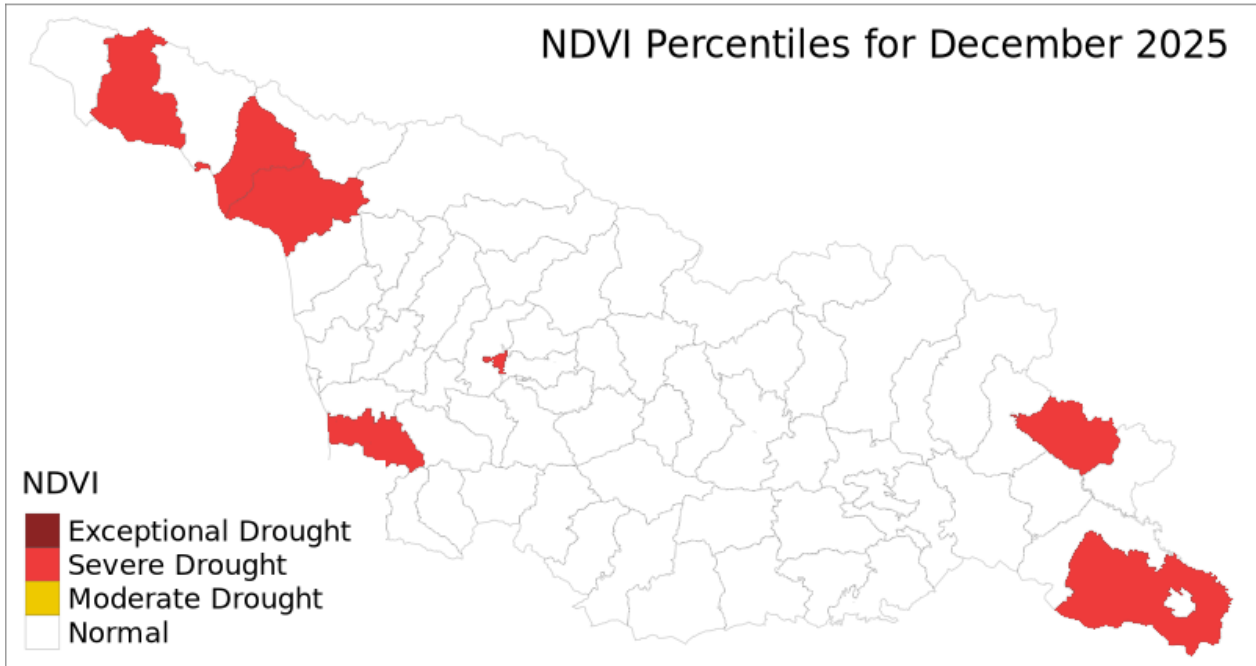 NDVI Percentiles for December 2025
NDVI
Exceptional Drought
Severe Drought
Moderate Drought
Normal